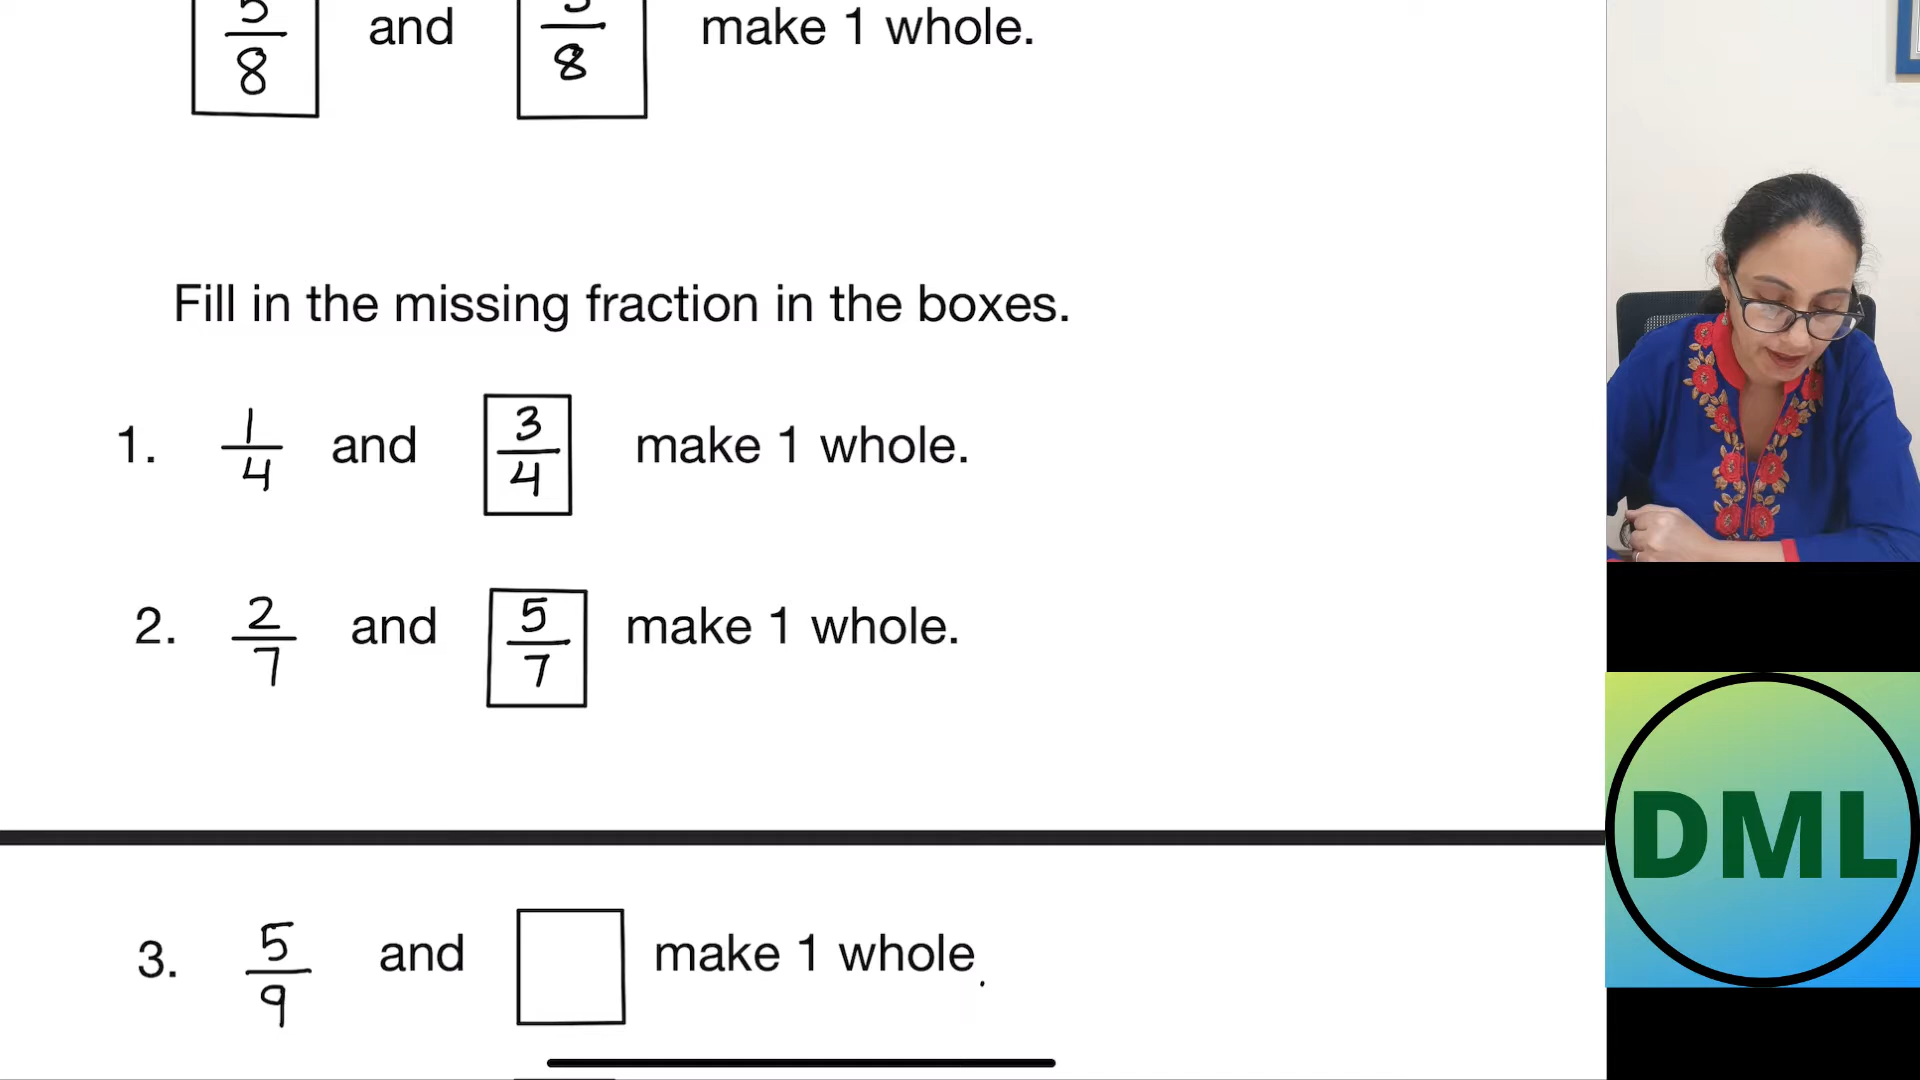 5/8 and /8 make 1 whole.
Fill in the missing fraction in the boxes.
1. 1/4 and 3/4 make 1 whole.
2. 2/7 and 5/7 make 1 whole.
3. 5/9 and make 1 whole.
DML